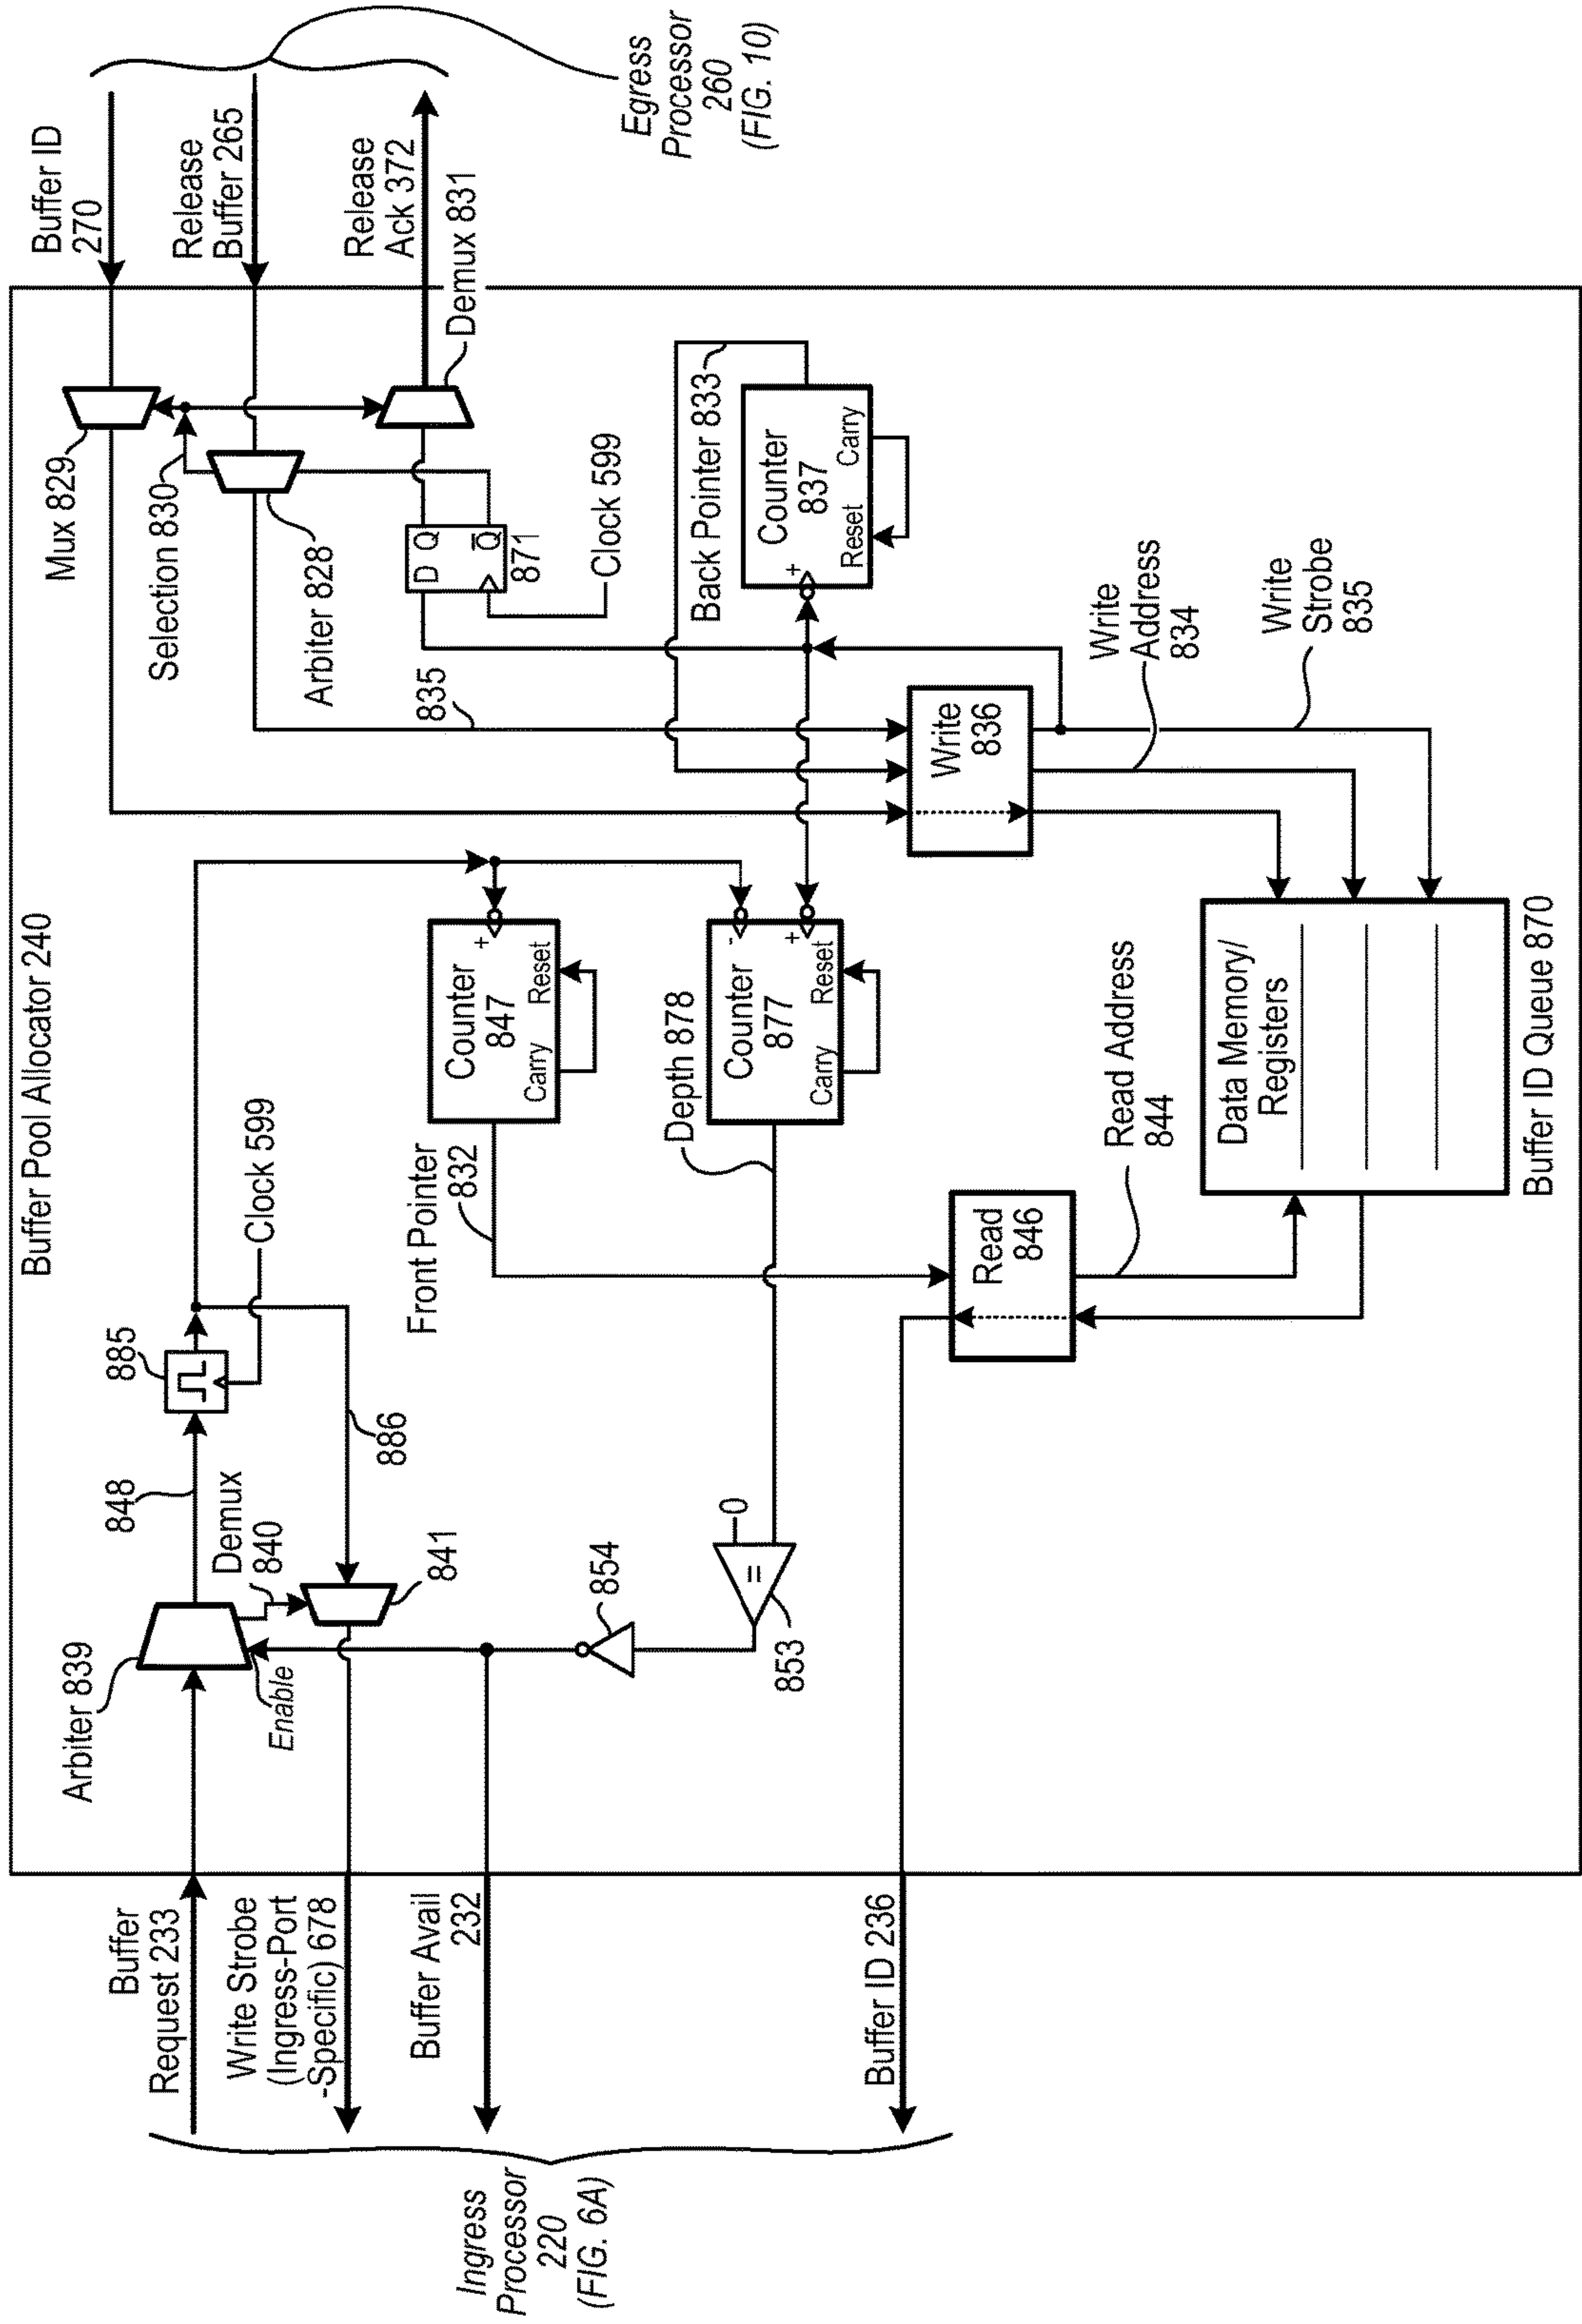 Buffer Pool Allocator 240
Buffer
Request 233
Write Strobe
(Ingress-Port
-Specific) 678
Buffer Avail
232
Buffer ID 236
Ingress
Processor
220
(FIG. 6A)
Arbiter 839
Enable
848
Demux
840
841
885
886
Clock 599
854
853
=
0
Front Pointer
832
Counter
847
+
Carry
Reset
Depth 878
Counter
877
-
+
Carry
Reset
Read
846
Read Address
844
Data Memory/
Registers
Buffer ID Queue 870
Write
836
835
Write
Address
834
Write
Strobe
835
Back Pointer 833
Counter
837
+
Reset
Carry
Mux 829
Selection 830
Arbiter 828
D Q
Q
871
Clock 599
Demux 831
Buffer ID
270
Release
Buffer 265
Release
Ack 372
Egress
Processor
260
(FIG. 10)